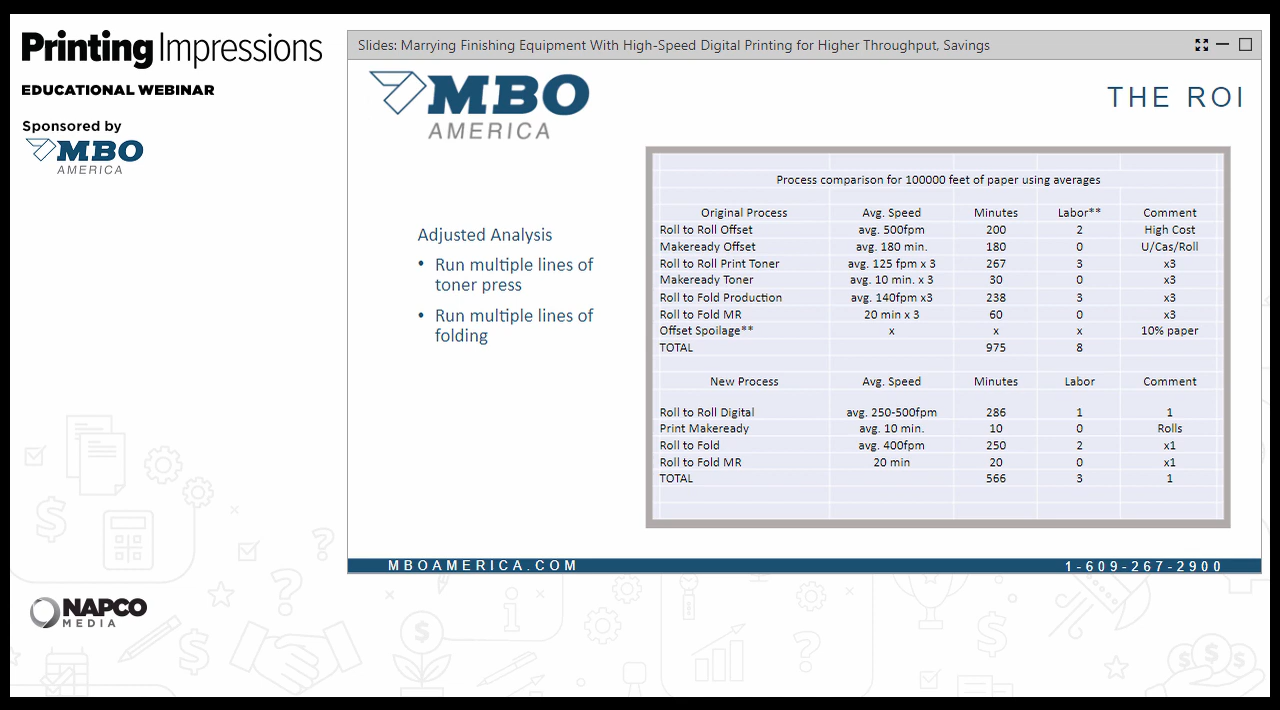 Printing Impressions
EDUCATIONAL WEBINAR
Sponsored by
MBO
AMERICA
Slides: Marrying Finishing Equipment With High-Speed Digital Printing for Higher Throughput, Savings
MBO
AMERICA
THE ROI
Adjusted Analysis
• Run multiple lines of
toner press
• Run multiple lines of
folding
Process comparison for 100000 feet of paper using averages
Original Process Avg. Speed Minutes Labor** Comment
Roll to Roll Offset avg. 500fpm 200 2 High Cost
Makeready Offset avg. 180 min. 180 0 U/Cas/Roll
Roll to Roll Print Toner avg. 125 fpm x 3 267 3 x3
Makeready Toner avg. 10 min. x 3 30 0 x3
Roll to Fold Production avg. 140fpm x3 238 3 x3
Roll to Fold MR 20 min x 3 60 0 x3
Offset Spoilage** x x x 10% paper
TOTAL 975 8
New Process Avg. Speed Minutes Labor Comment
Roll to Roll Digital avg. 250-500fpm 286 1 1
Print Makeready avg. 10 min. 10 0 Rolls
Roll to Fold avg. 400fpm 250 2 x1
Roll to Fold MR 20 min 20 0 x1
TOTAL 566 3 1
MBOAMERICA.COM
1-609-267-2900
NAPCO
MEDIA